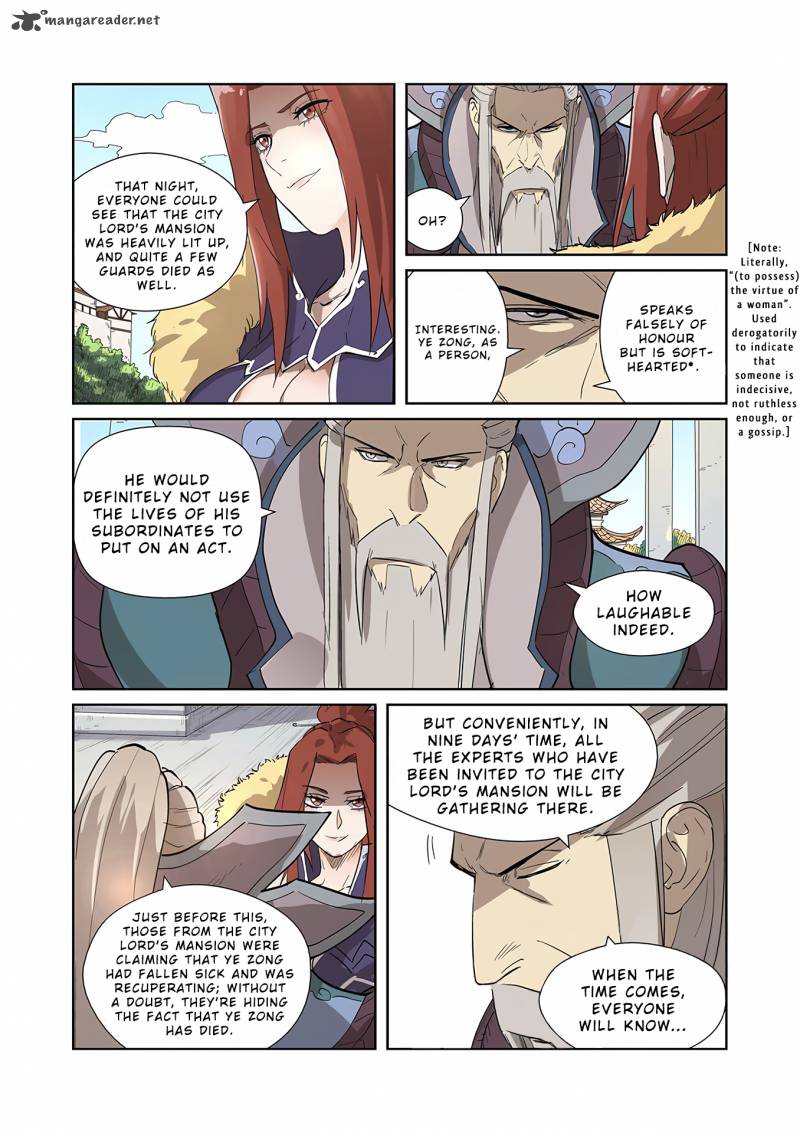 mangareader.net
THAT NIGHT,
EVERYONE COULD
SEE THAT THE CITY
LORD'S MANSION
WAS HEAVILY LIT UP,
AND QUITE A FEW
GUARDS DIED AS
WELL.
OH?
INTERESTING.
YE ZONG, AS
A PERSON,
SPEAKS
FALSELY OF
HONOUR
BUT IS SOFT-
HEARTED*.
[Note:
Literally,
"(to possess)
the virtue of
a woman".
Used
derogatorily
to indicate
that
someone is
indecisive,
not ruthless
enough, or
a gossip.]
HE WOULD
DEFINITELY NOT USE
THE LIVES OF HIS
SUBORDINATES TO
PUT ON AN ACT.
HOW
LAUGHABLE
INDEED.
JUST BEFORE THIS,
THOSE FROM THE CITY
LORD'S MANSION WERE
CLAIMING THAT YE ZONG
HAD FALLEN SICK AND WAS
RECUPERATING; WITHOUT
A DOUBT, THEY'RE HIDING
THE FACT THAT YE ZONG
HAS DIED.
BUT CONVENIENTLY, IN
NINE DAYS' TIME, ALL
THE EXPERTS WHO HAVE
BEEN INVITED TO THE CITY
LORD'S MANSION WILL BE
GATHERING THERE.
WHEN THE
TIME COMES,
EVERYONE
WILL KNOW...